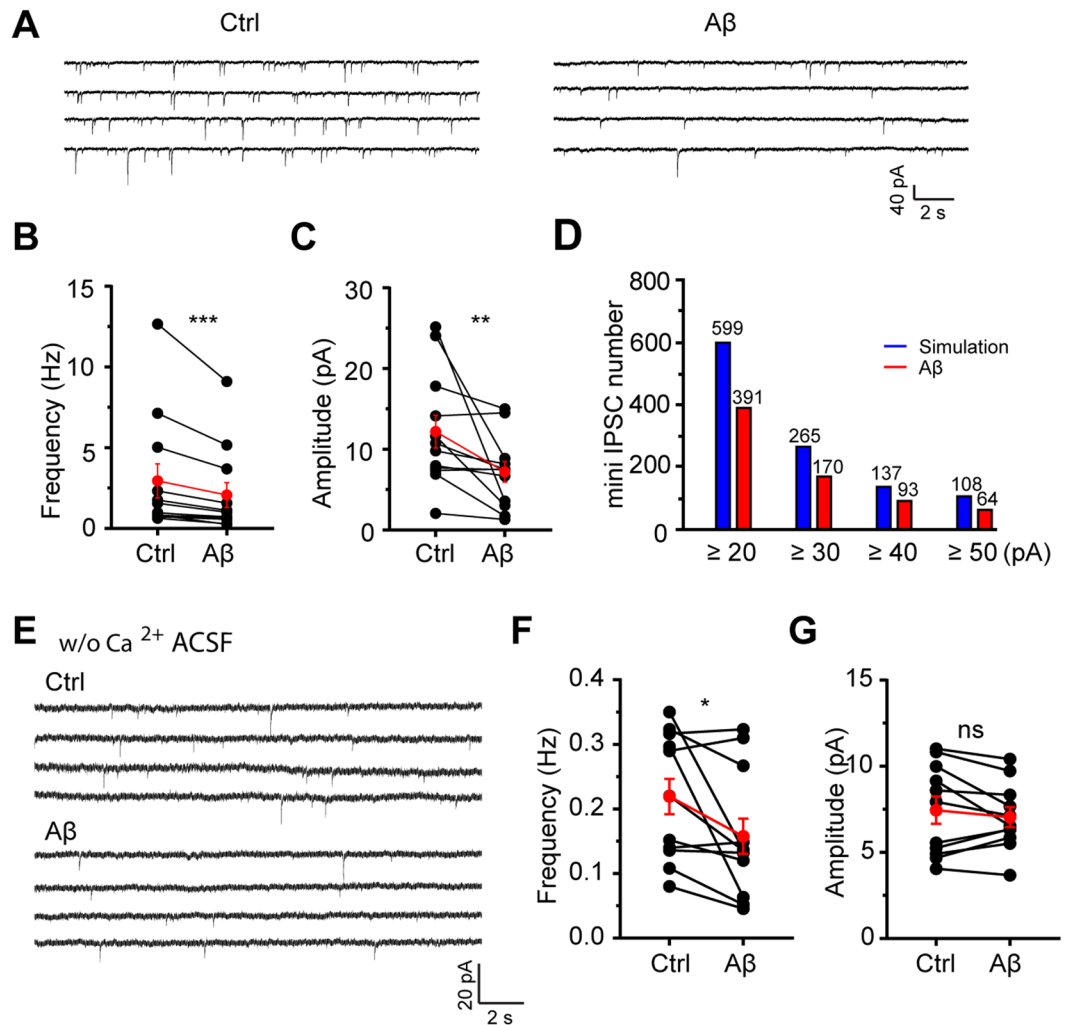 A
Ctrl
Aβ
40 pA
2 s
B
Frequency (Hz)
15
10
5
0
***
Ctrl
Aβ
C
Amplitude (pA)
30
20
10
0
**
Ctrl
Aβ
D
mini IPSC number
800
600
400
200
0
599
391
265
170
137
93
108
64
Simulation
Aβ
≥ 20
≥ 30
≥ 40
≥ 50 (pA)
E
w/o Ca 2+ ACSF
Ctrl
Aβ
20 pA
2 s
F
Frequency (Hz)
0.4
0.3
0.2
0.1
0.0
*
Ctrl
Aβ
G
Amplitude (pA)
15
10
5
0
ns
Ctrl
Aβ